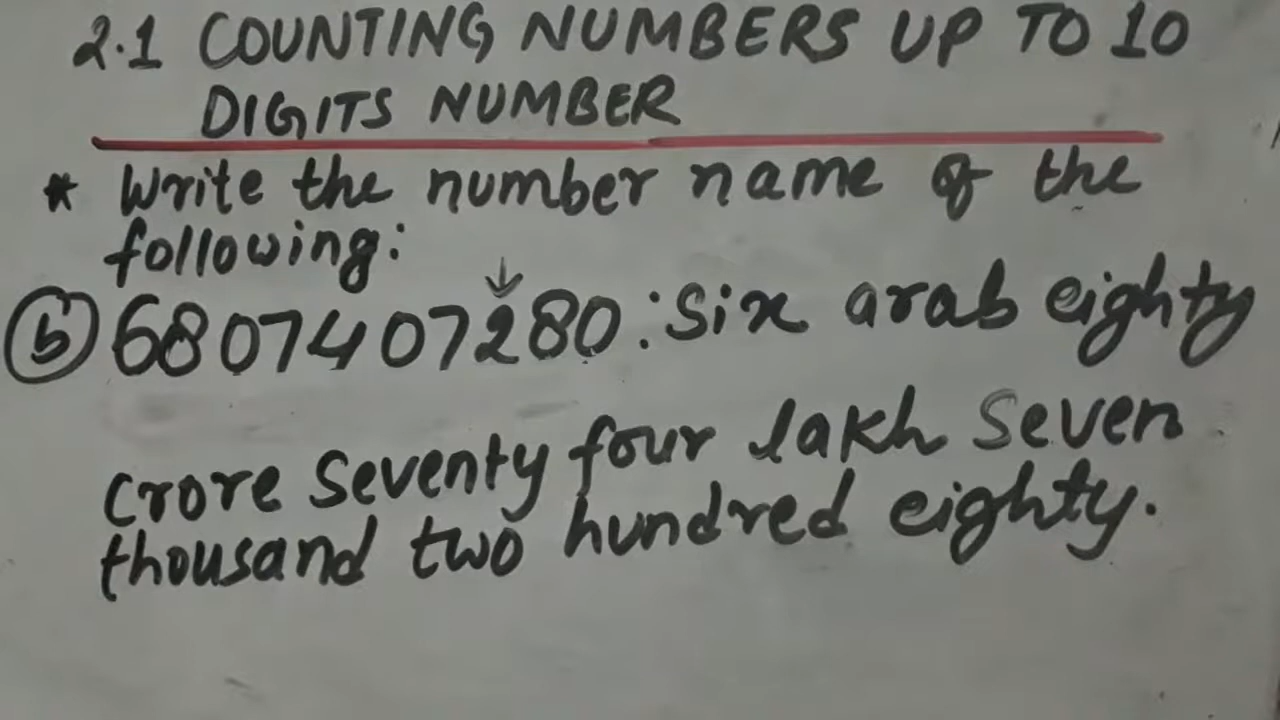 2.1 COUNTING NUMBERS UP TO 10
DIGITS NUMBER
* Write the number name of the
following:
(b) 6807407280 : Six arab eighty
crore seventy four lakh seven
thousand two hundred eighty.